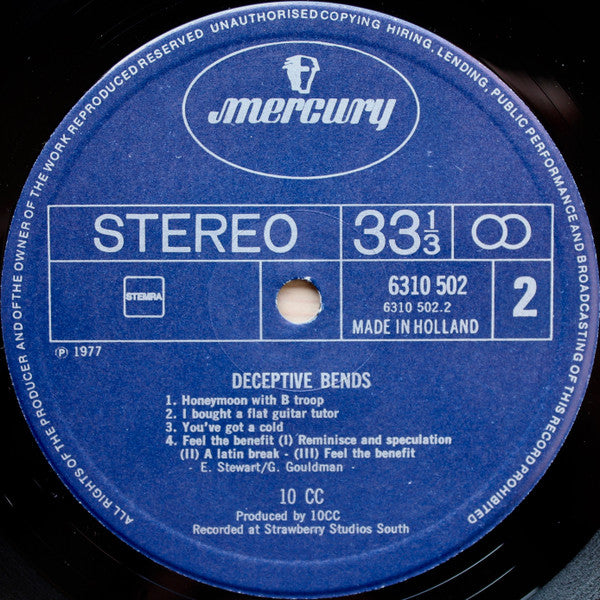 ALL RIGHTS OF THE PRODUCER AND OF THE OWNER OF THE WORK REPRODUCED RESERVED UNAUTHORISED COPYING HIRING, LENDING, PUBLIC PERFORMANCE AND BROADCASTING OF THIS RECORD PROHIBITED
mercury
STEREO 33 1/3
STEMRA
6310 502
6310 502.2
MADE IN HOLLAND
2
Ⓟ 1977
DECEPTIVE BENDS
1. Honeymoon with B troop
2. I bought a flat guitar tutor
3. You've got a cold
4. Feel the benefit (I) Reminisce and speculation
(II) A latin break - (III) Feel the benefit
- E. Stewart/G. Gouldman -
10 CC
Produced by 10CC
Recorded at Strawberry Studios South